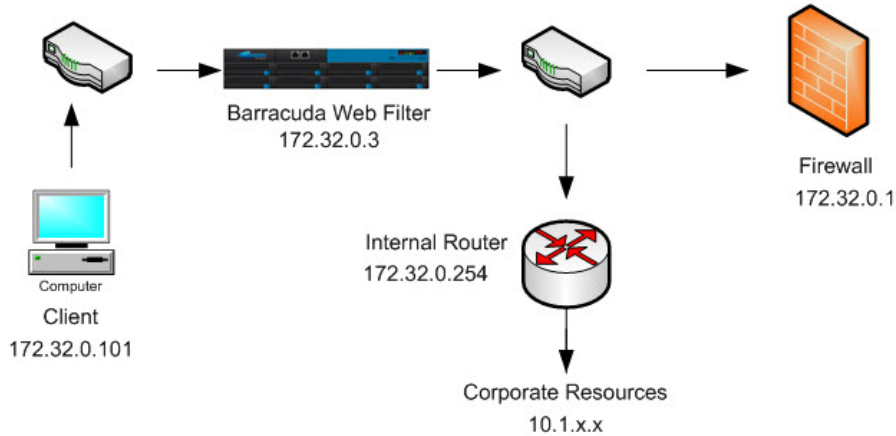 Barracuda Web Filter
172.32.0.3
Firewall
172.32.0.1
Internal Router
172.32.0.254
Computer
Client
172.32.0.101
Corporate Resources
10.1.x.x